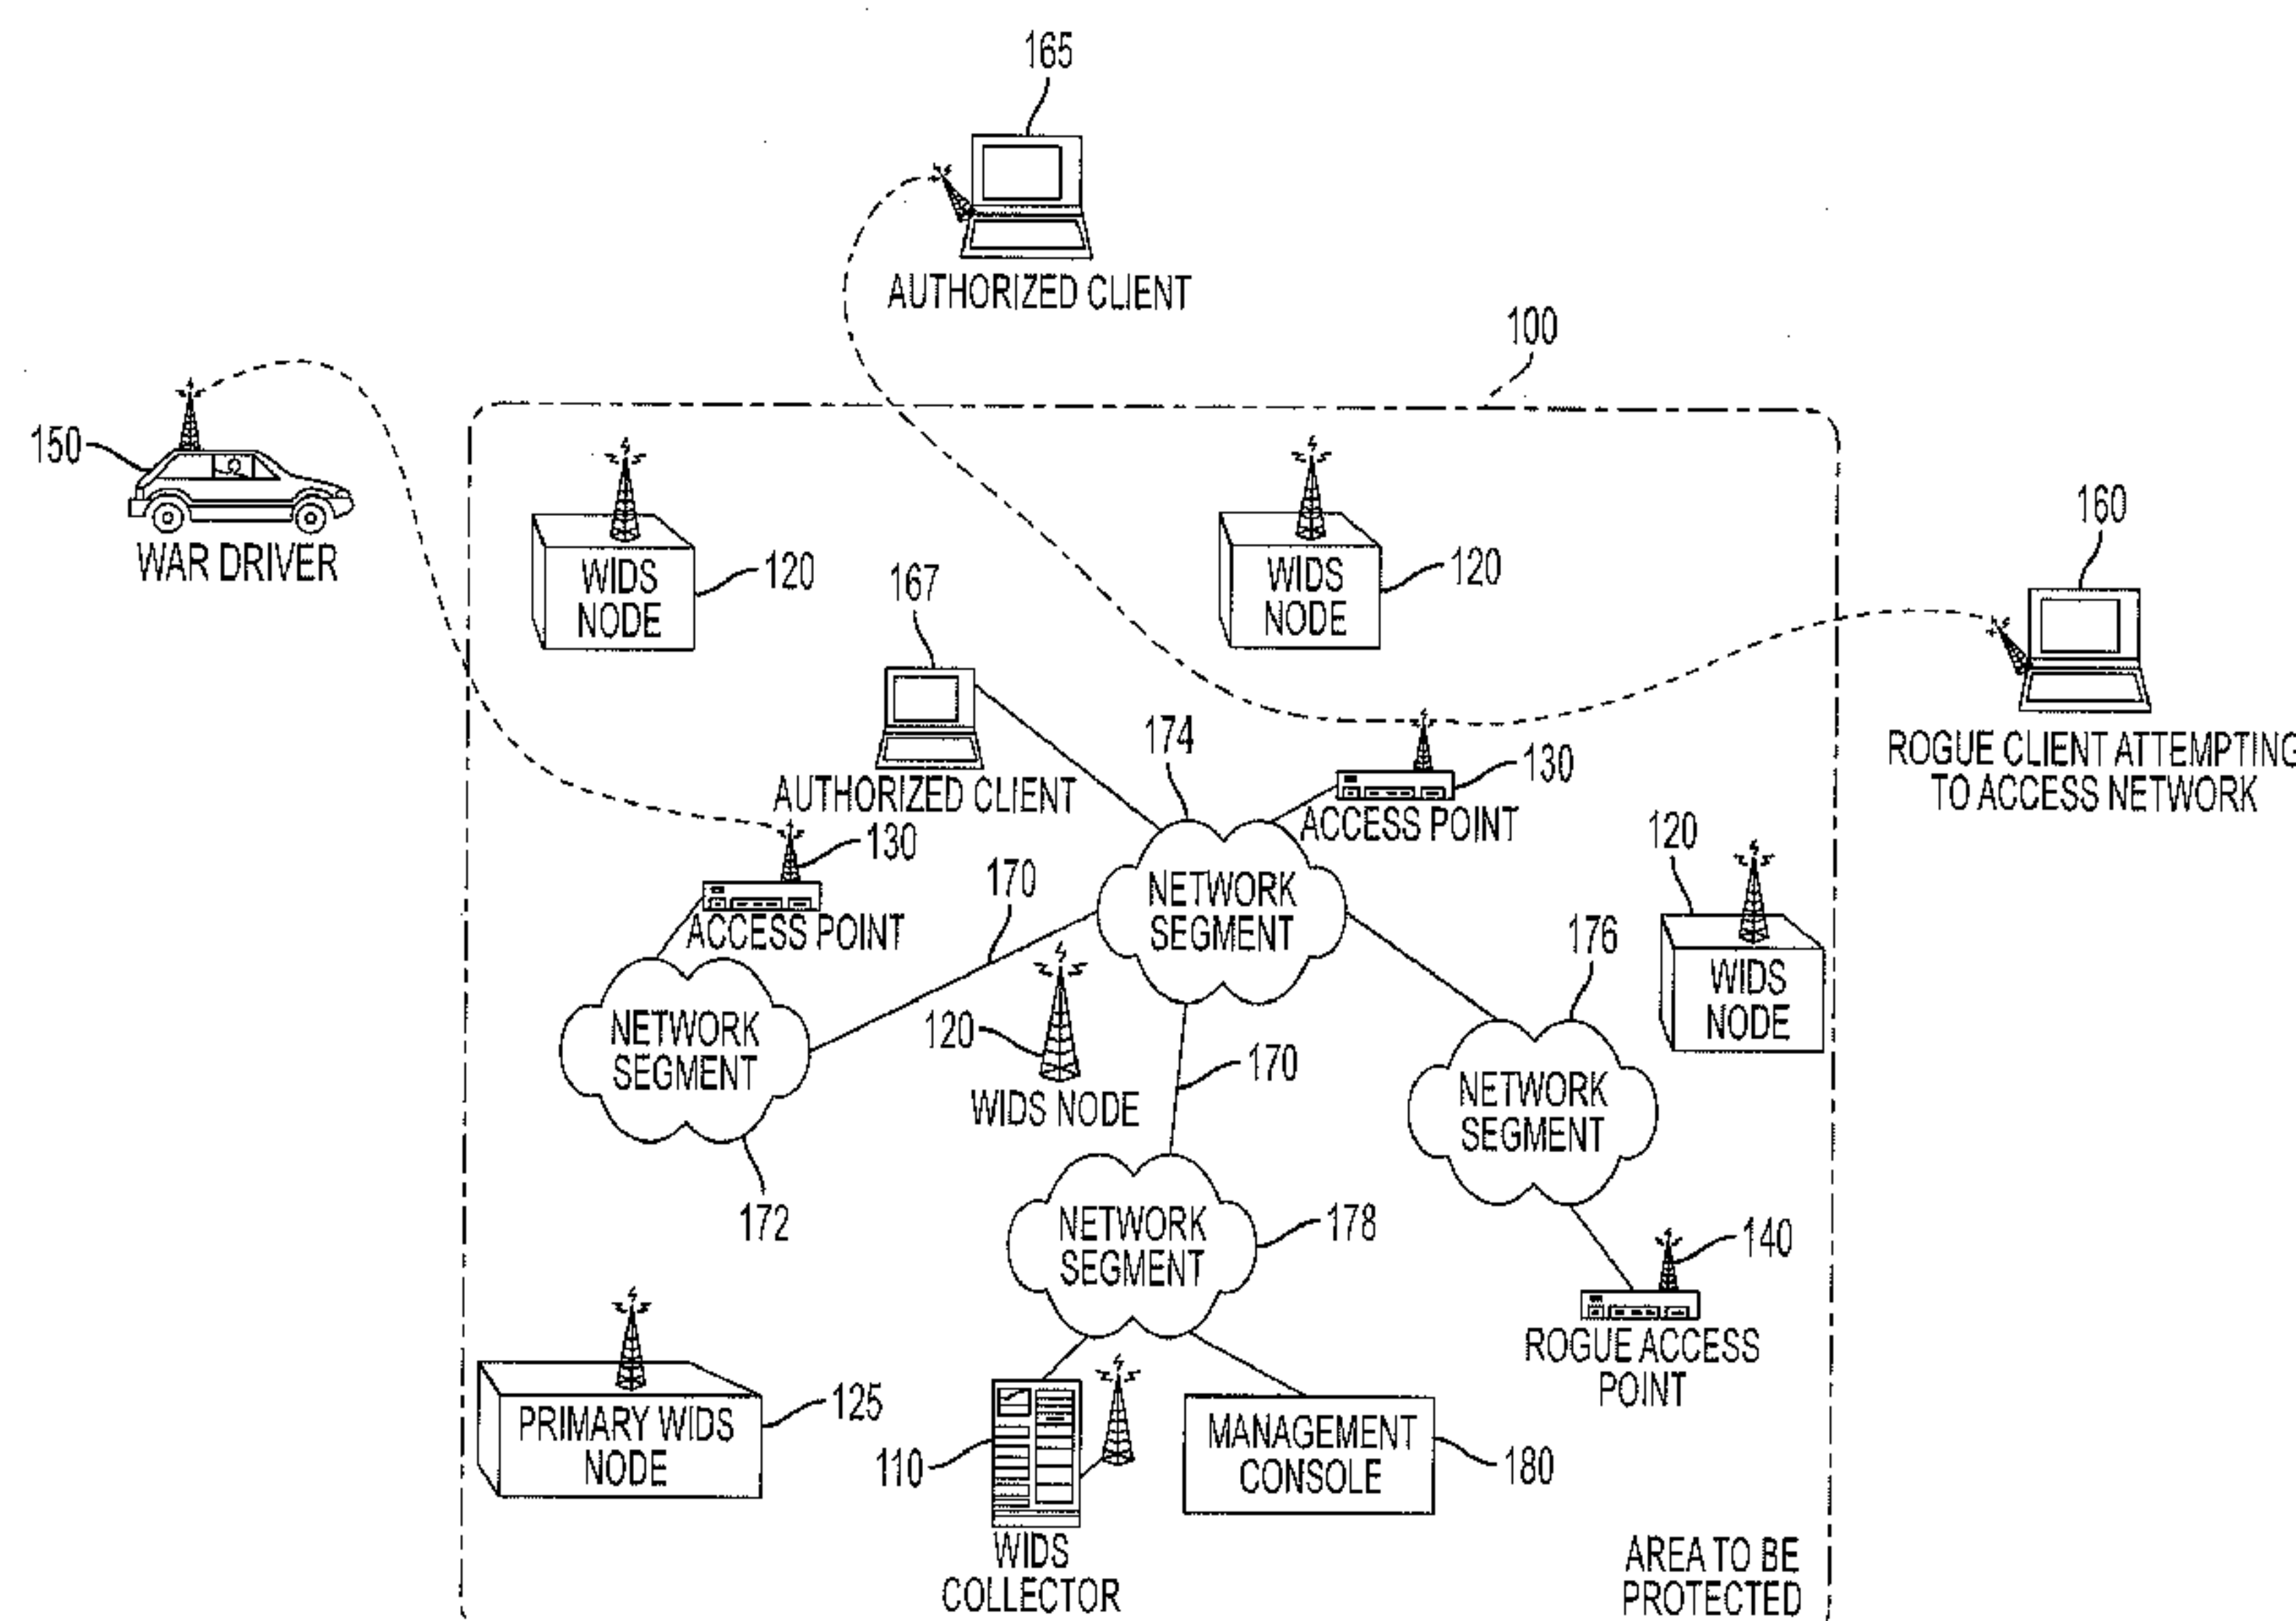 165
AUTHORIZED CLIENT
100
150
WAR DRIVER
WIDS
NODE
120
WIDS
NODE
120
160
ROGUE CLIENT ATTEMPTING
TO ACCESS NETWORK
167
AUTHORIZED CLIENT
174
130
ACCESS POINT
130
ACCESS POINT
170
NETWORK
SEGMENT
120
WIDS
NODE
176
NETWORK
SEGMENT
172
120
WIDS NODE
170
NETWORK
SEGMENT
NETWORK
SEGMENT
178
140
ROGUE ACCESS
POINT
PRIMARY WIDS
NODE
125
110
WIDS
COLLECTOR
MANAGEMENT
CONSOLE
180
AREA TO BE
PROTECTED